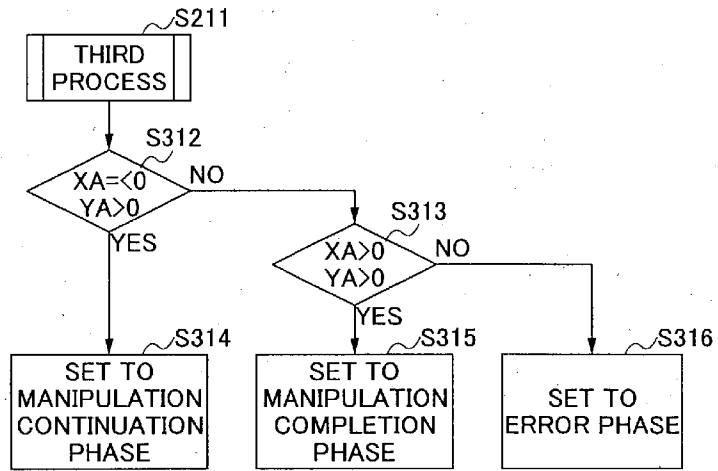 S211
THIRD
PROCESS
S312
XA=<0
YA>0
NO
YES
S313
XA>0
YA>0
NO
YES
S314
SET TO
MANIPULATION
CONTINUATION
PHASE
S315
SET TO
MANIPULATION
COMPLETION
PHASE
S316
SET TO
ERROR PHASE